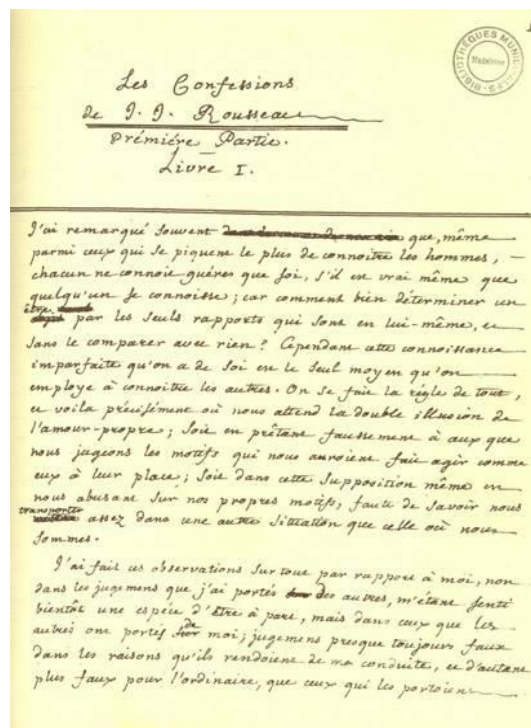 1
BIBLIOTHÈQUES MUNICIPALES
Les Confessions
de J. J. Rousseau
Prémiére Partie.
Livre I.
J'ai remarqué souvent que, même
parmi ceux qui se piquent le plus de connoitre les hommes,
chacun ne connoit guéres que soi, s'il est vrai même que
quelqu'un se connoisse; car comment bien déterminer un
être par les seuls rapports qui sont en lui-même, et
sans le comparer avec rien? Cependant cette connoissance
imparfaite qu'on a de soi est le seul moyen qu'on
employe à connoitre les autres. On se fait la régle de tout,
et voila précisément où nous attend la double illusion de
l'amour-propre; soit en prêtant faussement à ceux que
nous jugeons les motifs qui nous auroient fait agir comme
eux à leur place; soit dans cette supposition même en
nous abusant sur nos propres motifs, faute de savoir nous
transporter assez dans une autre situation que celle où nous
sommes.
J'ai fait ces observations surtout par rapport à moi, non
dans les jugemens que j'ai portés des autres, m'étant senti
bientôt une espéce d'être à part, mais dans ceux que les
autres ont portés de moi; jugemens presque toujours faux
dans les raisons qu'ils rendoient de ma conduite, et d'autant
plus faux pour l'ordinaire, que ceux qui les portoient